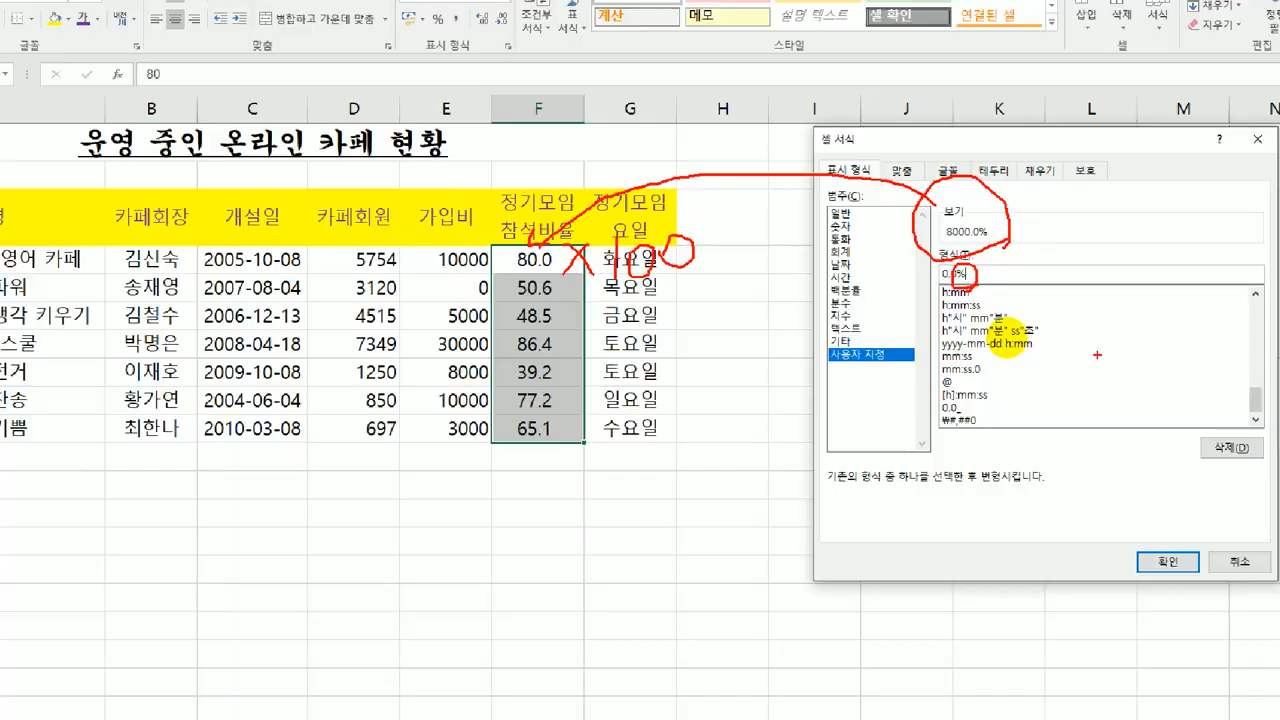 병합하고 가운데 맞춤
% ,
조건부 서식
표 서식
계산 메모 설명 텍스트 셀 확인 연결된 셀
삽입 삭제 서식
채우기
지우기
글꼴 맞춤 표시 형식 스타일 셀 편집
fx 80
B C D E F G H I J K L M N
운영 중인 온라인 카페 현황
명 카페회장 개설일 카페회원 가입비 정기모임 참석비율 정기모임 요일
영어 카페 김신숙 2005-10-08 5754 10000 80.0 화요일
파워 송재영 2007-08-04 3120 0 50.6 목요일
생각 키우기 김철수 2006-12-13 4515 5000 48.5 금요일
스쿨 박명은 2008-04-18 7349 30000 86.4 토요일
전거 이재호 2009-10-08 1250 8000 39.2 토요일
찬송 황가연 2004-06-04 850 10000 77.2 일요일
기쁨 최한나 2010-03-08 697 3000 65.1 수요일
X 100
셀 서식 ?
표시 형식 맞춤 글꼴 테두리 채우기 보호
범주(C):
일반
숫자
통화
회계
날짜
시간
백분율
분수
지수
텍스트
기타
사용자 지정
보기
8000.0%
형식(T):
0.0%
h:mm
h:mm:ss
h"시" mm"분"
h"시" mm"분" ss"초"
yyyy-mm-dd h:mm
mm:ss
mm:ss.0
@
[h]:mm:ss
0.0_
₩#,##0
삭제(D)
기존의 형식 중 하나를 선택한 후 변형시킵니다.
확인 취소